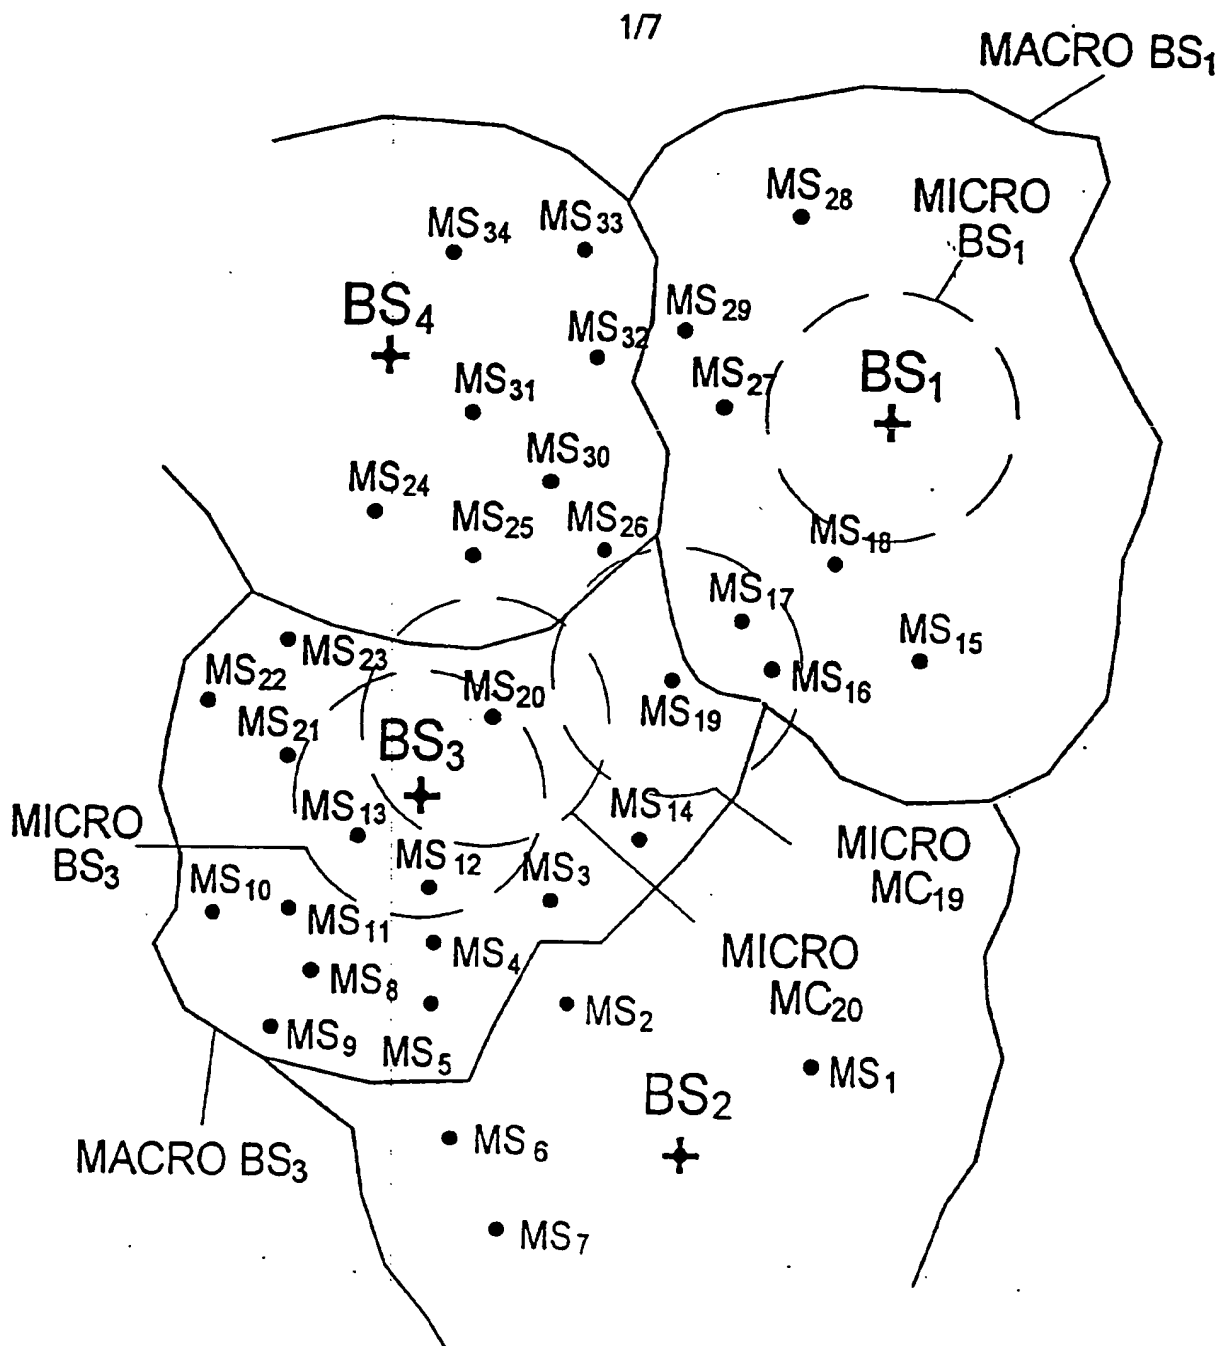 1/7
MACRO BS₁
MS₂₈
MICRO
BS₁
MS₃₄
MS₃₃
BS₄
MS₂₉
MS₃₂
MS₃₁
MS₂₇
BS₁
MS₃₀
MS₂₄
MS₂₅
MS₂₆
MS₁₈
MS₁₇
MS₁₅
MS₂₃
MS₂₂
MS₂₀
MS₁₆
MS₂₁
MS₁₉
BS₃
MS₁₃
MS₁₄
MICRO
BS₃
MICRO
MC₁₉
MS₁₂
MS₃
MS₁₀
MS₁₁
MS₄
MICRO
MC₂₀
MS₈
MS₂
MS₉
MS₅
MS₁
BS₂
MS₆
MACRO BS₃
MS₇